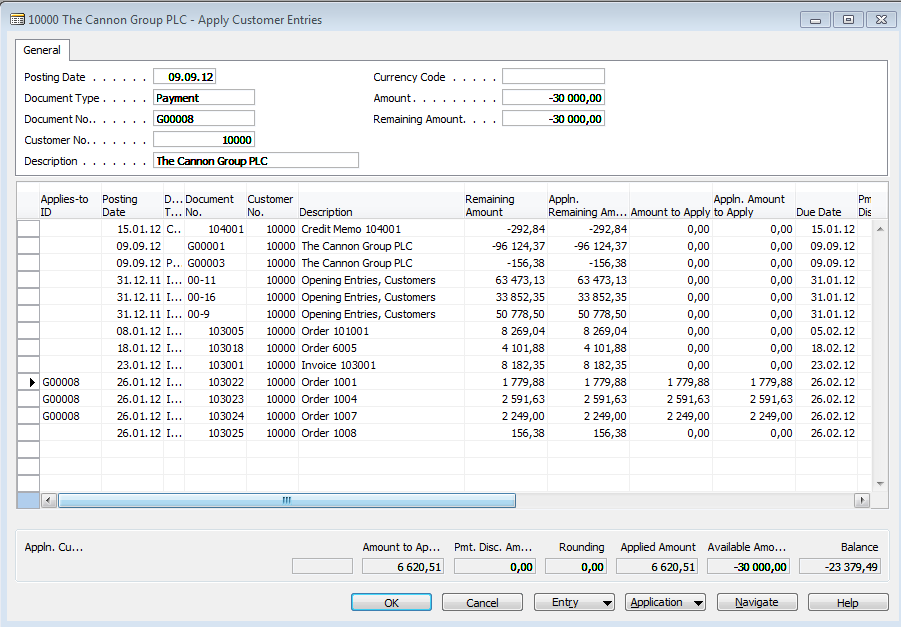 10000 The Cannon Group PLC - Apply Customer Entries
General
Posting Date . . . . . . 09.09.12 Currency Code . . . . .
Document Type . . . . . Payment Amount . . . . . . . . . -30 000,00
Document No. . . . . . . G00008 Remaining Amount. . . . -30 000,00
Customer No. . . . . . . 10000
Description . . . . . . . The Cannon Group PLC
Applies-to ID Posting Date D... T... Document No. Customer No. Description Remaining Amount Appln. Remaining Am... Amount to Apply Appln. Amount to Apply Due Date Pm Dis
15.01.12 C.. 104001 10000 Credit Memo 104001 -292,84 -292,84 0,00 0,00 15.01.12
09.09.12 G00001 10000 The Cannon Group PLC -96 124,37 -96 124,37 0,00 0,00 09.09.12
09.09.12 P.. G00003 10000 The Cannon Group PLC -156,38 -156,38 0,00 0,00 09.09.12
31.12.11 I... 00-11 10000 Opening Entries, Customers 63 473,13 63 473,13 0,00 0,00 31.01.12
31.12.11 I... 00-16 10000 Opening Entries, Customers 33 852,35 33 852,35 0,00 0,00 31.01.12
31.12.11 I... 00-9 10000 Opening Entries, Customers 50 778,50 50 778,50 0,00 0,00 31.01.12
08.01.12 I... 103005 10000 Order 101001 8 269,04 8 269,04 0,00 0,00 05.02.12
18.01.12 I... 103018 10000 Order 6005 4 101,88 4 101,88 0,00 0,00 18.02.12
23.01.12 I... 103001 10000 Invoice 103001 8 182,35 8 182,35 0,00 0,00 23.02.12
G00008 26.01.12 I... 103022 10000 Order 1001 1 779,88 1 779,88 1 779,88 1 779,88 26.02.12
G00008 26.01.12 I... 103023 10000 Order 1004 2 591,63 2 591,63 2 591,63 2 591,63 26.02.12
G00008 26.01.12 I... 103024 10000 Order 1007 2 249,00 2 249,00 2 249,00 2 249,00 26.02.12
26.01.12 I... 103025 10000 Order 1008 156,38 156,38 0,00 0,00 26.02.12
Appln. Cu... Amount to Ap... Pmt. Disc. Am... Rounding Applied Amount Available Amo... Balance
6 620,51 0,00 0,00 6 620,51 -30 000,00 -23 379,49
OK Cancel Entry Application Navigate Help